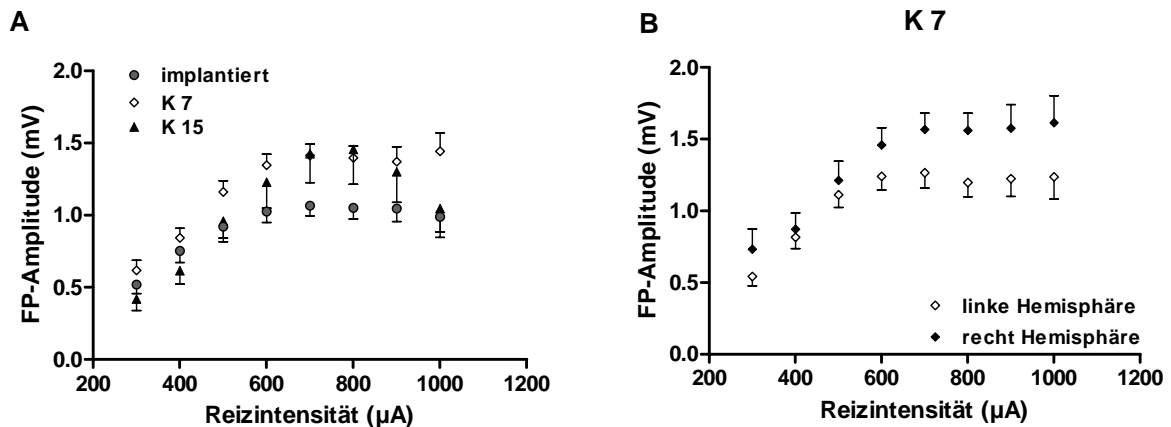 A
FP-Amplitude (mV)
2.0
1.5
1.0
0.5
0.0
implantiert
K 7
K 15
200 400 600 800 1000 1200
Reizintensität (µA)
B
K 7
FP-Amplitude (mV)
2.0
1.5
1.0
0.5
0.0
linke Hemisphäre
recht Hemisphäre
200 400 600 800 1000 1200
Reizintensität (µA)